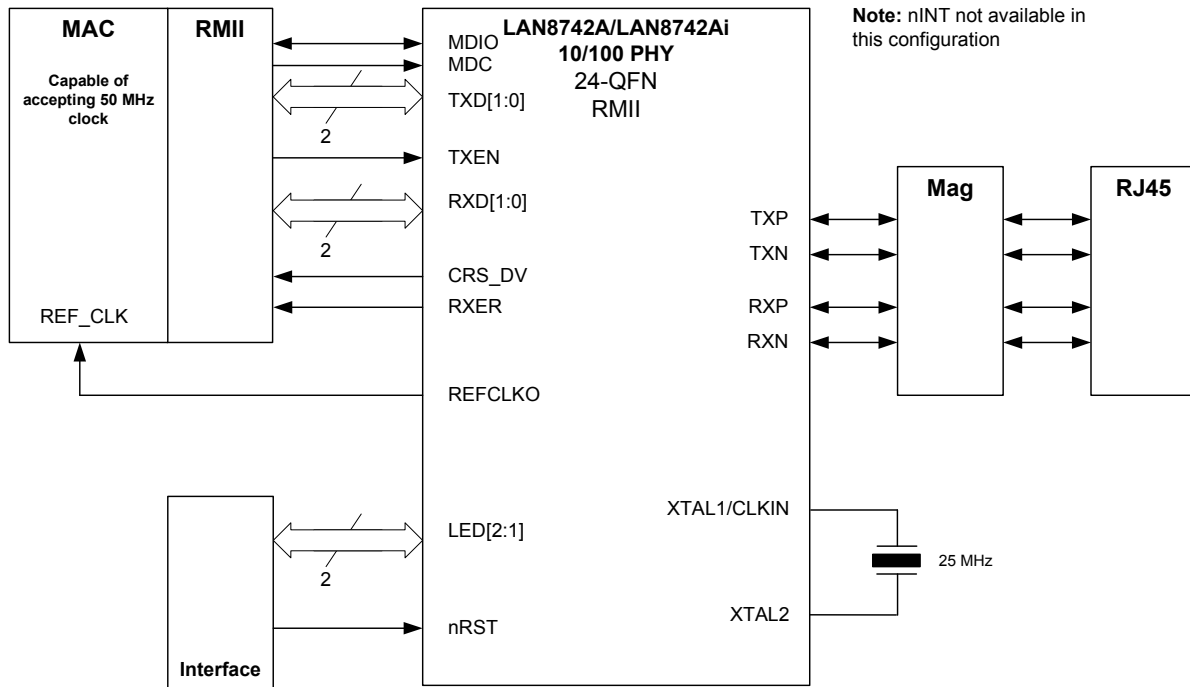 MAC
RMII
Capable of
accepting 50 MHz
clock
REF_CLK
LAN8742A/LAN8742Ai
10/100 PHY
24-QFN
RMII
MDIO
MDC
TXD[1:0]
2
TXEN
RXD[1:0]
2
CRS_DV
RXER
REFCLKO
LED[2:1]
2
nRST
Interface
TXP
TXN
RXP
RXN
XTAL1/CLKIN
XTAL2
25 MHz
Mag
RJ45
Note: nINT not available in
this configuration